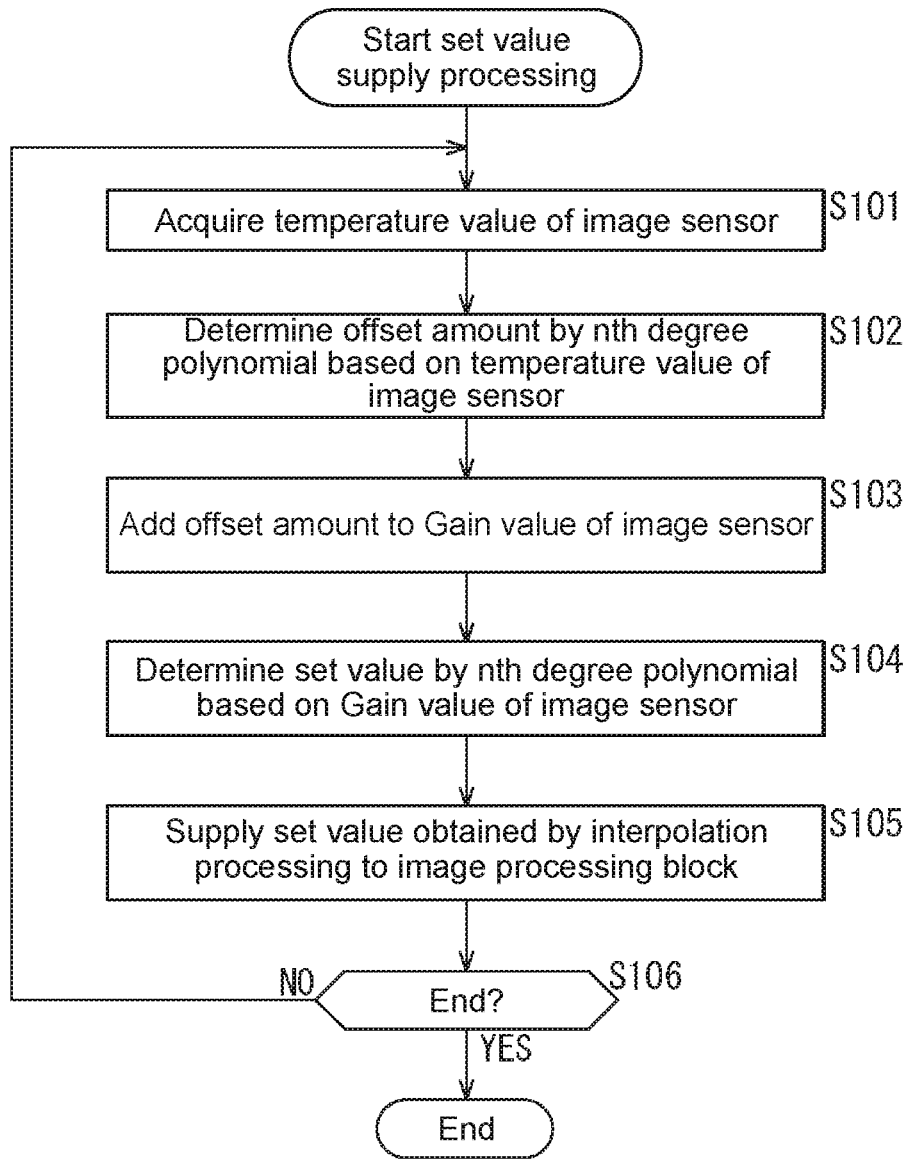 Start set value
supply processing
Acquire temperature value of image sensor
S101
Determine offset amount by nth degree
polynomial based on temperature value of
image sensor
S102
Add offset amount to Gain value of image sensor
S103
Determine set value by nth degree polynomial
based on Gain value of image sensor
S104
Supply set value obtained by interpolation
processing to image processing block
S105
NO
End?
S106
YES
End